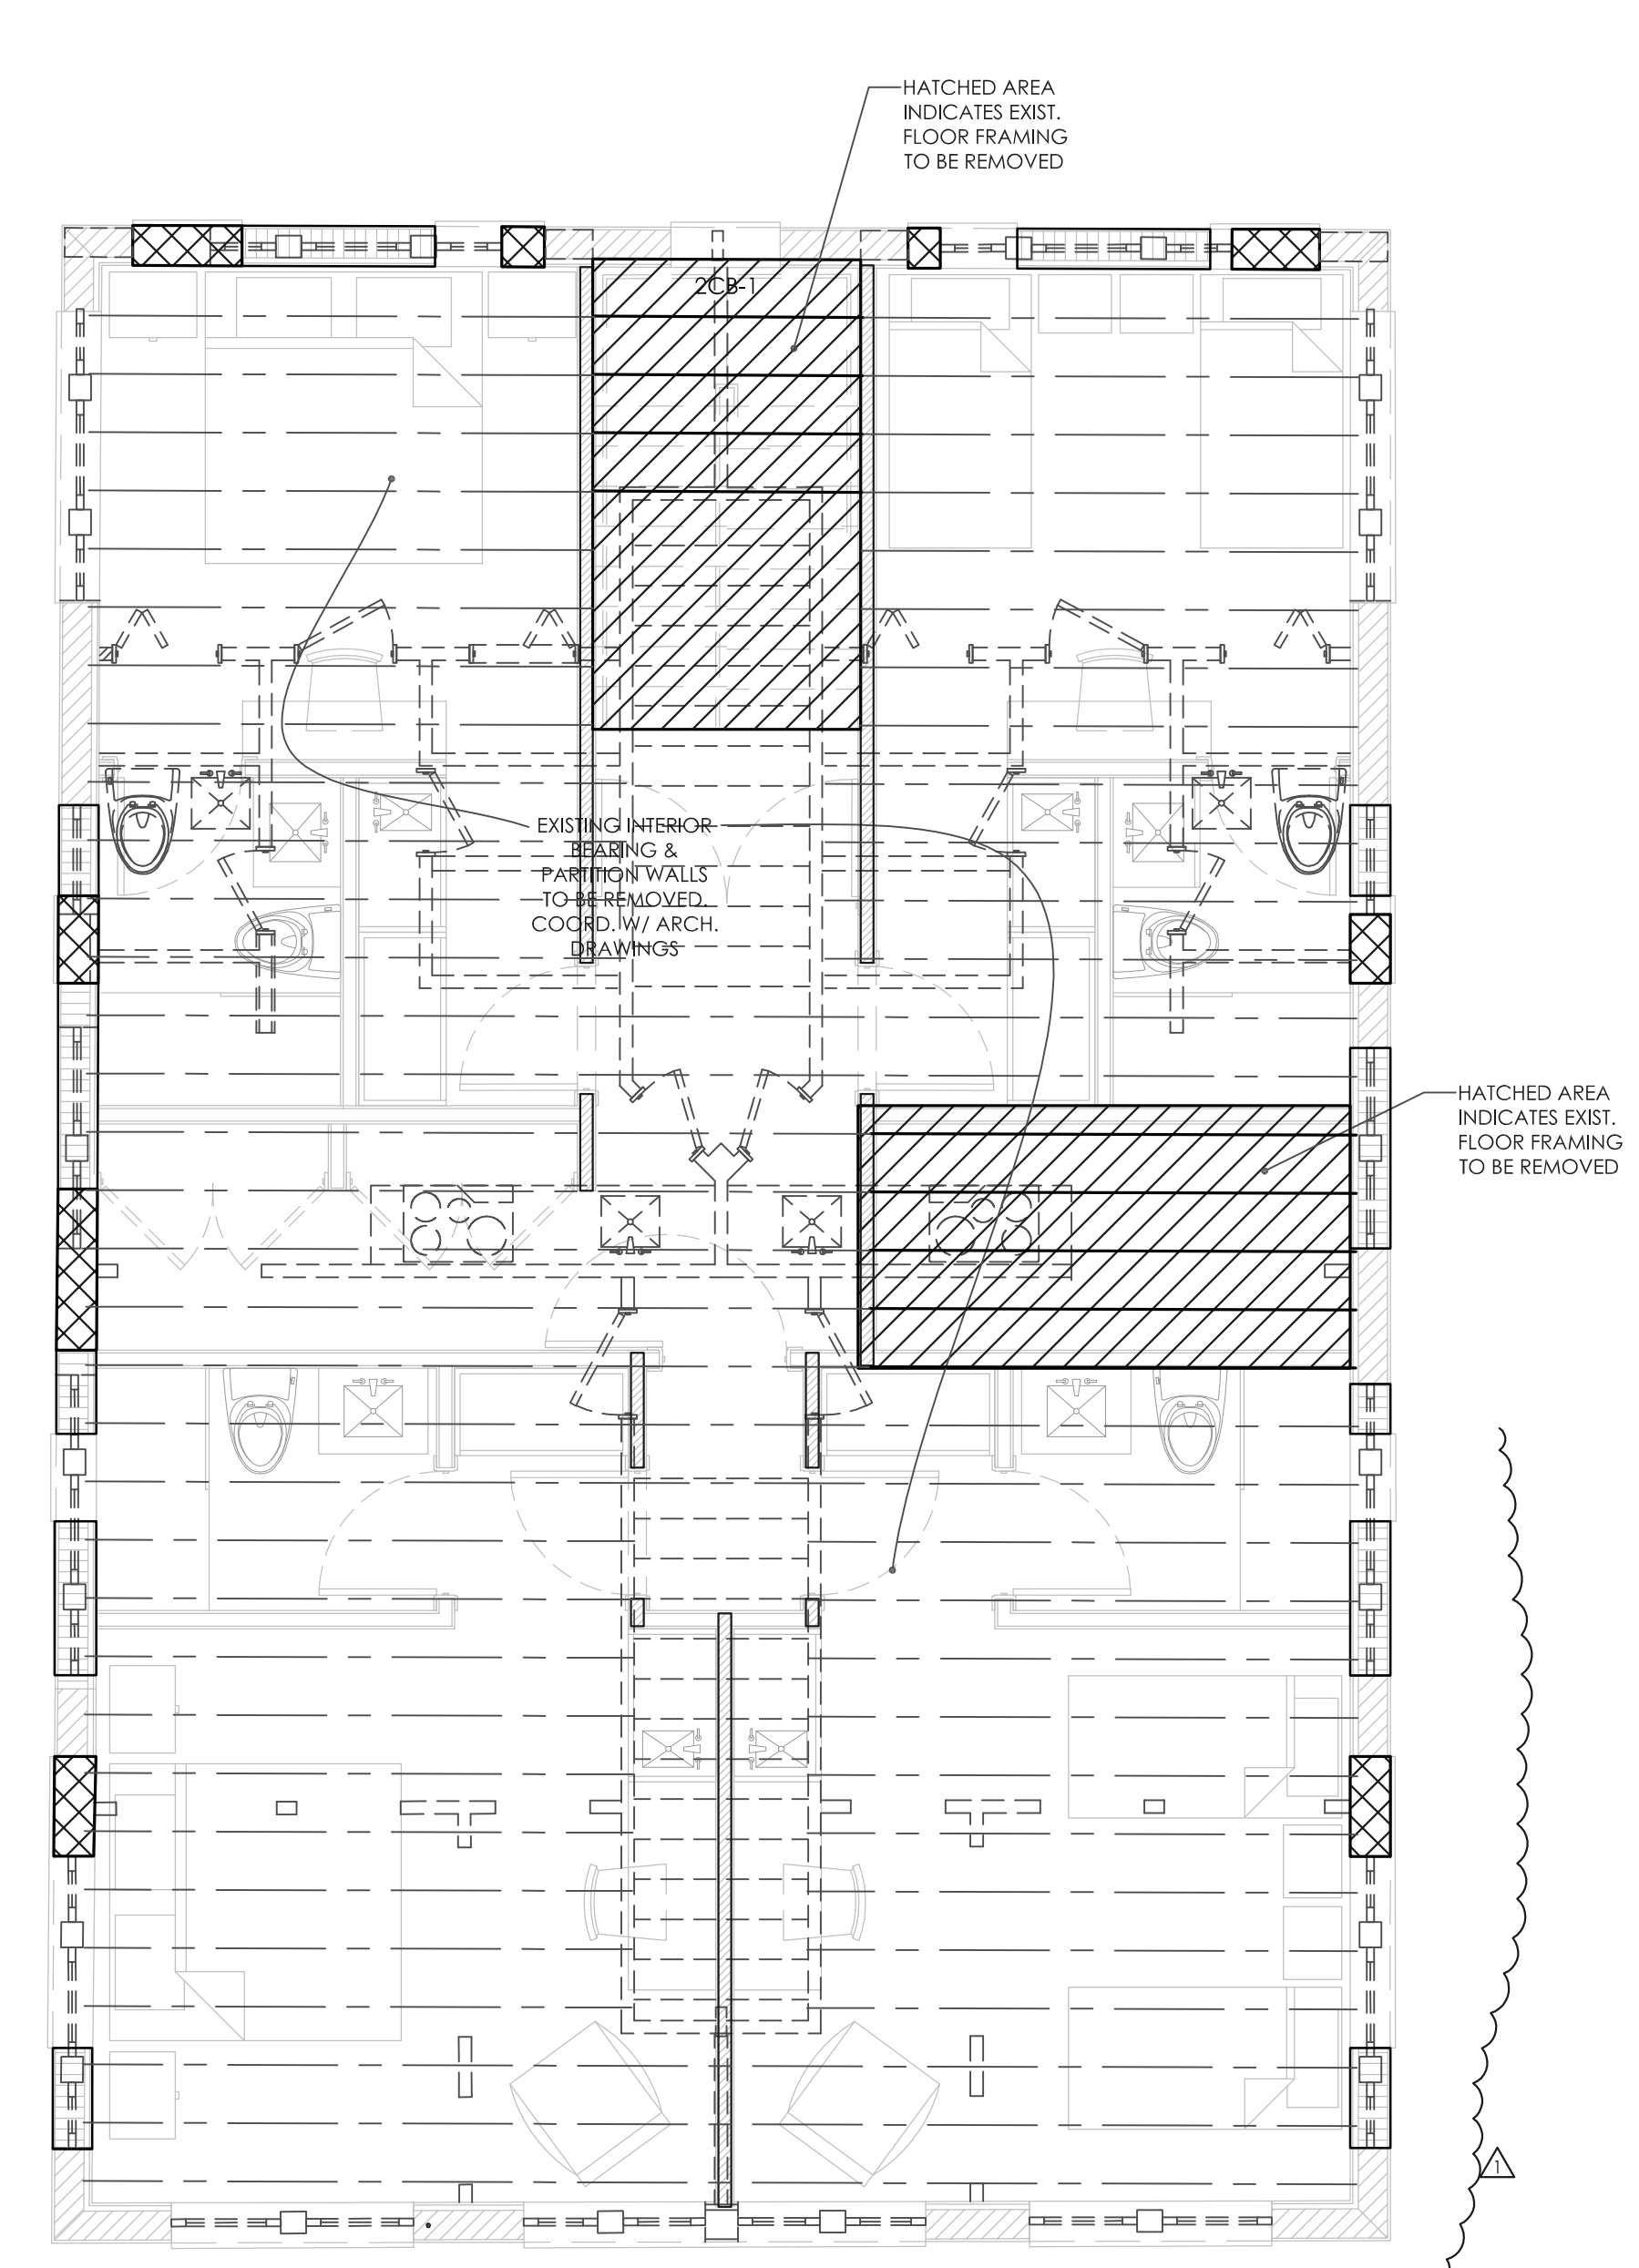 HATCHED AREA
INDICATES EXIST.
FLOOR FRAMING
TO BE REMOVED
2CB-1
EXISTING INTERIOR
BEARING &
PARTITION WALLS
TO BE REMOVED.
COORD. W/ ARCH.
DRAWINGS
HATCHED AREA
INDICATES EXIST.
FLOOR FRAMING
TO BE REMOVED
1